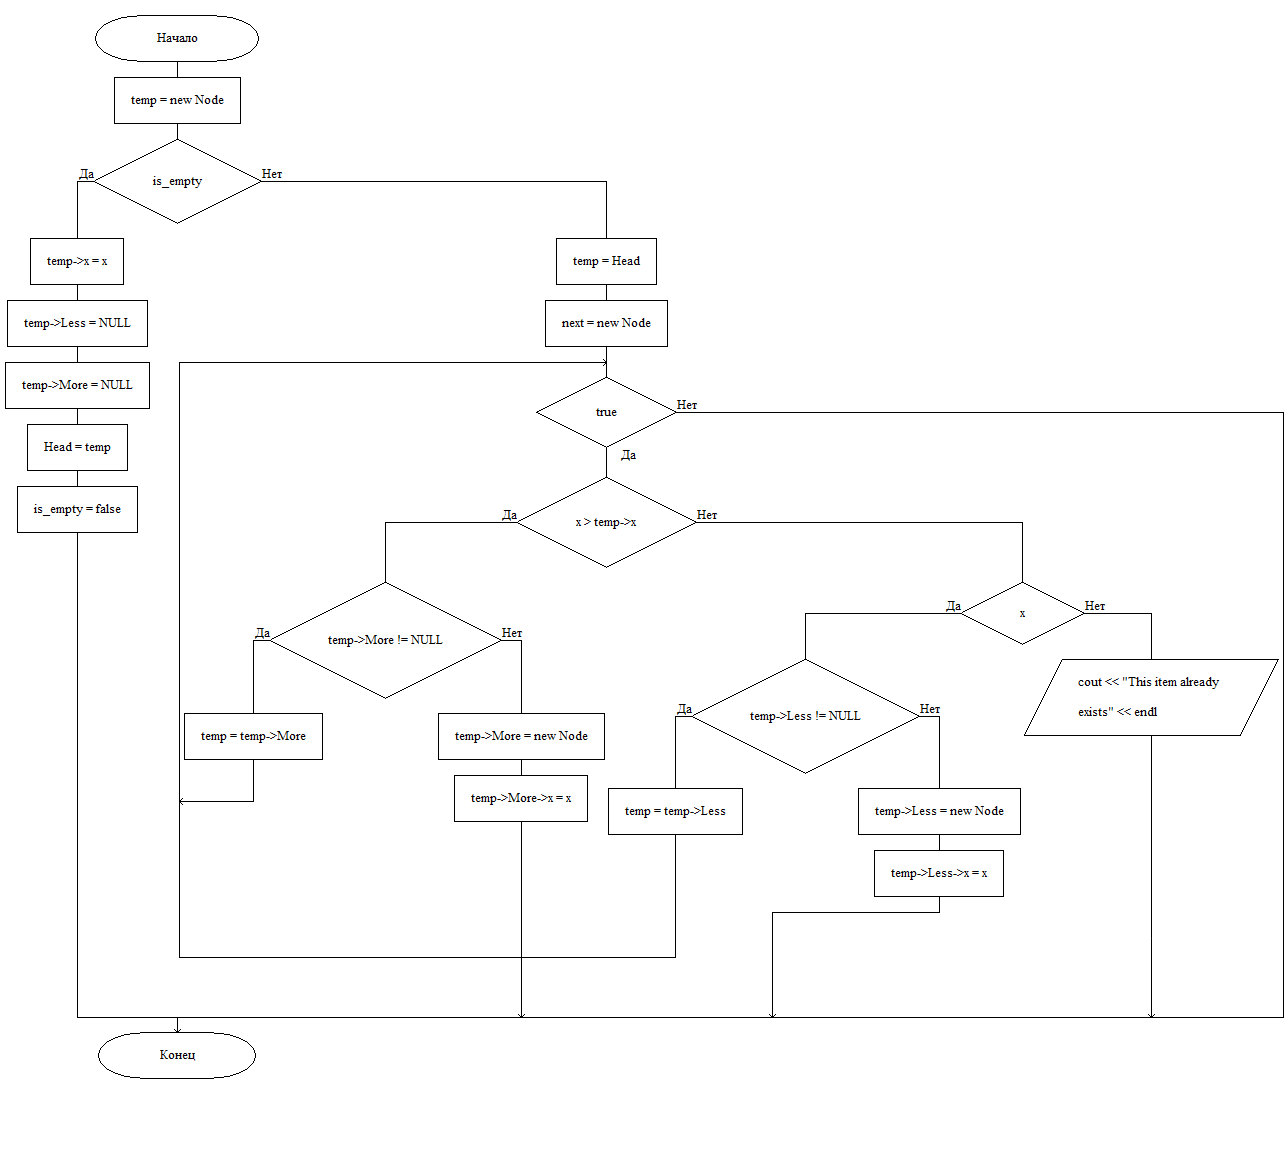 Начало
temp = new Node
is_empty
Да
Нет
temp->x = x
temp = Head
temp->Less = NULL
next = new Node
temp->More = NULL
true
Нет
Да
Head = temp
is_empty = false
x > temp->x
Да
Нет
temp->More != NULL
Да
Нет
x
Да
Нет
cout << "This item already
exists" << endl
temp->Less != NULL
Да
Нет
temp = temp->More
temp->More = new Node
temp->More->x = x
temp = temp->Less
temp->Less = new Node
temp->Less->x = x
Конец